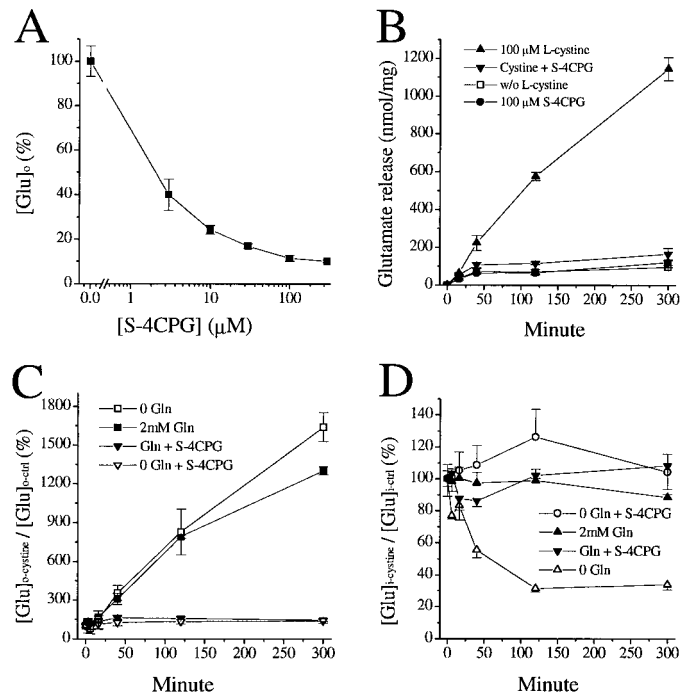 A
[Glu]o (%)
100
80
60
40
20
0
0.0 1 10 100
[S-4CPG] (μM)
B
Glutamate release (nmol/mg)
1200
1000
800
600
400
200
0
100 μM L-cystine
Cystine + S-4CPG
w/o L-cystine
100 μM S-4CPG
0 50 100 150 200 250 300
Minute
C
[Glu]o-cystine / [Glu]o-ctrl (%)
1800
1500
1200
900
600
300
0
0 Gln
2mM Gln
Gln + S-4CPG
0 Gln + S-4CPG
0 50 100 150 200 250 300
Minute
D
[Glu]i-cystine / [Glu]i-ctrl (%)
140
120
100
80
60
40
20
0
0 Gln + S-4CPG
2mM Gln
Gln + S-4CPG
0 Gln
0 50 100 150 200 250 300
Minute